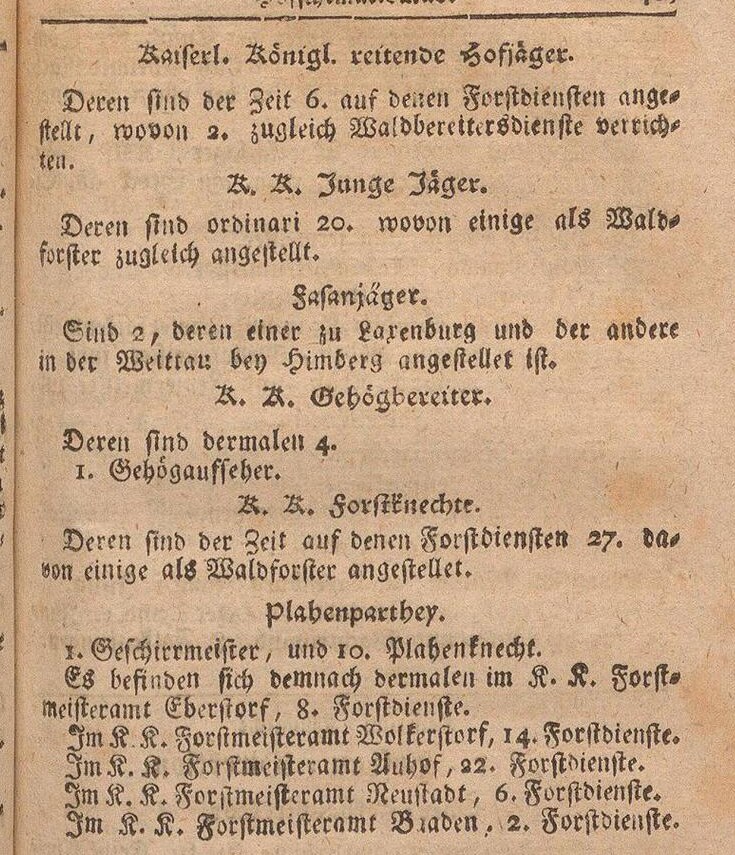 Kaiserl. Königl. reitende Hofjäger.
Deren sind der Zeit 6. auf denen Forstdiensten ange-
stellt, wovon 2. zugleich Waldbereitersdienste verrich-
ten.
K. K. Junge Jäger.
Deren sind ordinari 20. wovon einige als Wald-
forster zugleich angestellt.
Fasanjäger.
Sind 2, deren einer zu Laxenburg und der andere
in der Weittau bey Himberg angestellet ist.
K. K. Gehögbereiter.
Deren sind dermalen 4.
1. Gehögaufseher.
K. K. Forstknechte.
Deren sind der Zeit auf denen Forstdiensten 27. da-
von einige als Waldforster angestellet.
Plahenparthey.
1. Geschirrmeister, und 10. Plahenknecht.
Es befinden sich demnach dermalen im K. K. Forst-
meisteramt Eberstorf, 8. Forstdienste.
Im K. K. Forstmeisteramt Wolkerstorf, 14. Forstdienste.
Im K. K. Forstmeisteramt Auhof, 22. Forstdienste.
Im K. K. Forstmeisteramt Neustadt, 6. Forstdienste.
Im K. K. Forstmeisteramt Baaden, 2. Forstdienste.